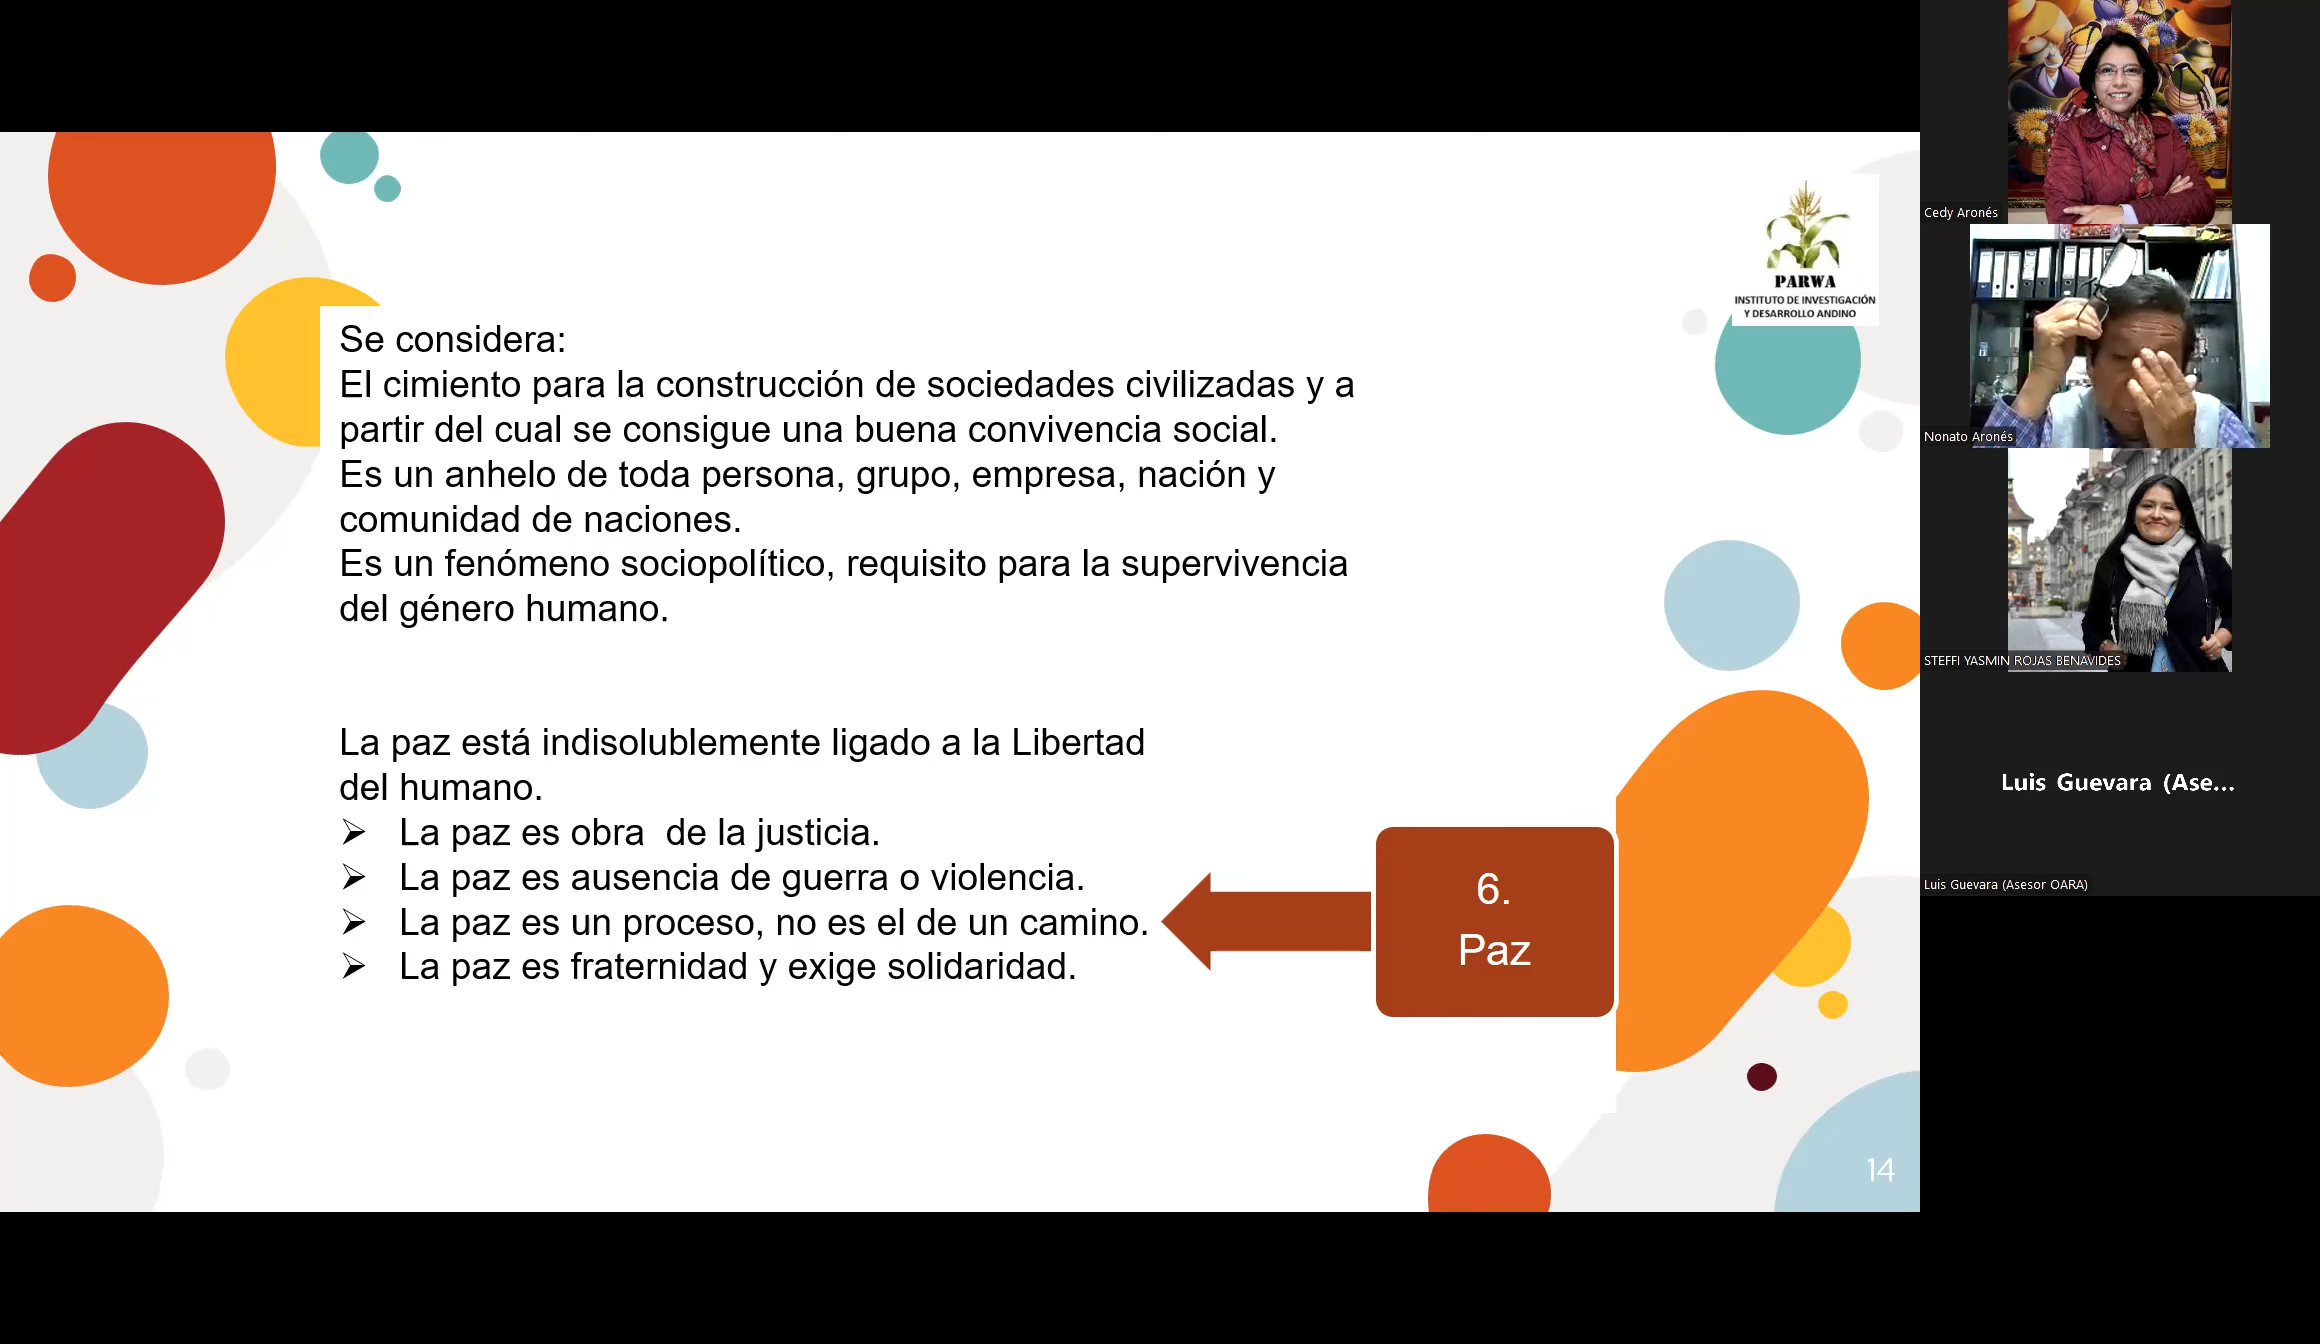 Se considera:
El cimiento para la construcción de sociedades civilizadas y a
partir del cual se consigue una buena convivencia social.
Es un anhelo de toda persona, grupo, empresa, nación y
comunidad de naciones.
Es un fenómeno sociopolítico, requisito para la supervivencia
del género humano.
La paz está indisolublemente ligado a la Libertad
del humano.
➢ La paz es obra  de la justicia.
➢ La paz es ausencia de guerra o violencia.
➢ La paz es un proceso, no es el de un camino.
➢ La paz es fraternidad y exige solidaridad.
6.
Paz
PARWA
INSTITUTO DE INVESTIGACIÓN
Y DESARROLLO ANDINO
14
Cedy Aronés
Nonato Aronés
STEFFI YASMIN ROJAS BENAVIDES
Luis Guevara (Ase...
Luis Guevara (Asesor OARA)